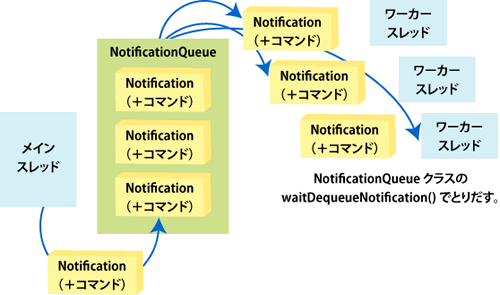 Notification
(+コマンド)
ワーカー
スレッド
NotificationQueue
Notification
(+コマンド)
Notification
(+コマンド)
ワーカー
スレッド
メイン
スレッド
Notification
(+コマンド)
Notification
(+コマンド)
ワーカー
スレッド
Notification
(+コマンド)
NotificationQueue クラスの
waitDequeueNotification() でとりだす。
Notification
(+コマンド)